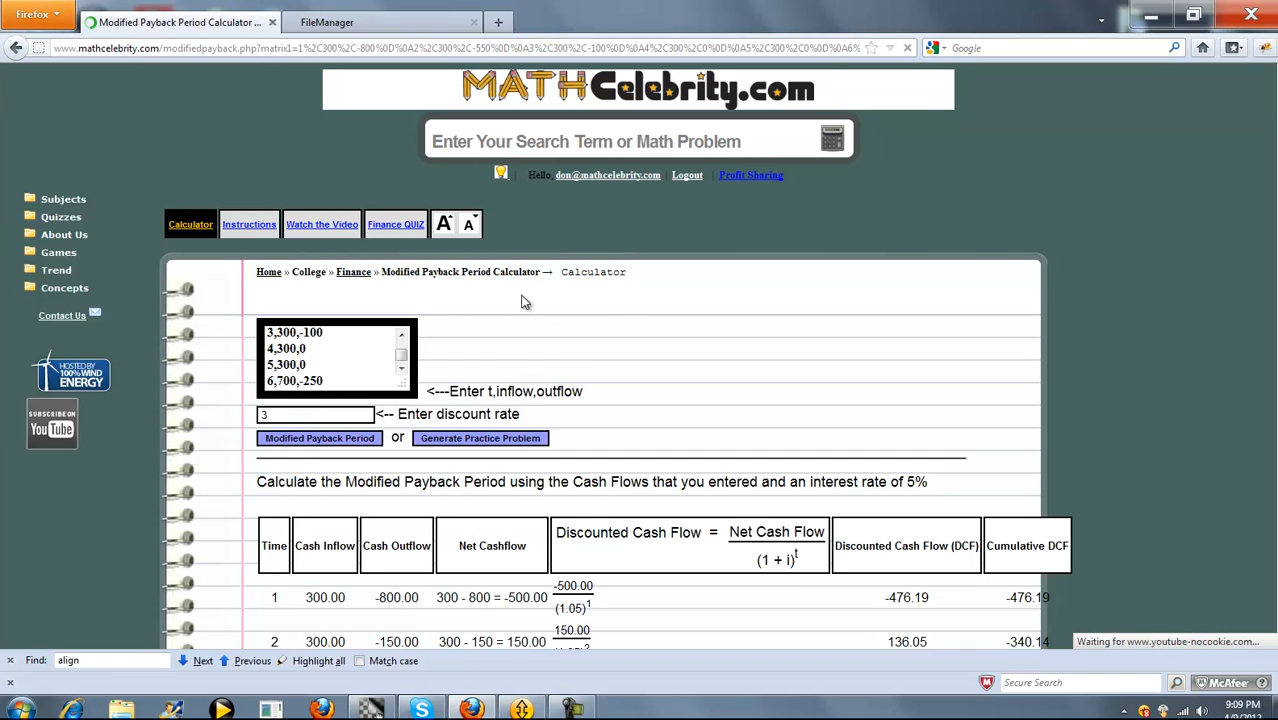 Firefox
Modified Payback Period Calculator ...
FileManager
www.mathcelebrity.com/modifiedpayback.php?matrix1=1%2C300%2C-800%0D%0A2%2C300%2C-550%0D%0A3%2C300%2C-100%0D%0A4%2C300%2C0%0D%0A5%2C300%2C0%0D%0A6%
Google
MATHCelebrity.com
Enter Your Search Term or Math Problem
| Hello, don@mathcelebrity.com | Logout | Profit Sharing
Subjects
Quizzes
About Us
Games
Trend
Concepts
Contact Us
HOSTED BY
100% WIND
ENERGY
SUBSCRIBE ON
YouTube
Calculator Instructions Watch the Video Finance QUIZ A A
Home » College » Finance » Modified Payback Period Calculator → Calculator
3,300,-100
4,300,0
5,300,0
6,700,-250
<---Enter t,inflow,outflow
3 <-- Enter discount rate
Modified Payback Period or Generate Practice Problem
Calculate the Modified Payback Period using the Cash Flows that you entered and an interest rate of 5%
Time Cash Inflow Cash Outflow Net Cashflow Discounted Cash Flow = Net Cash Flow / (1 + i)^t Discounted Cash Flow (DCF) Cumulative DCF
1 300.00 -800.00 300 - 800 = -500.00 -500.00 / (1.05)^1 -476.19 -476.19
2 300.00 -150.00 300 - 150 = 150.00 150.00 136.05 -340.14
Waiting for www.youtube-nocookie.com...
Find: align Next Previous Highlight all Match case
Secure Search McAfee
9:09 PM
4/9/2012